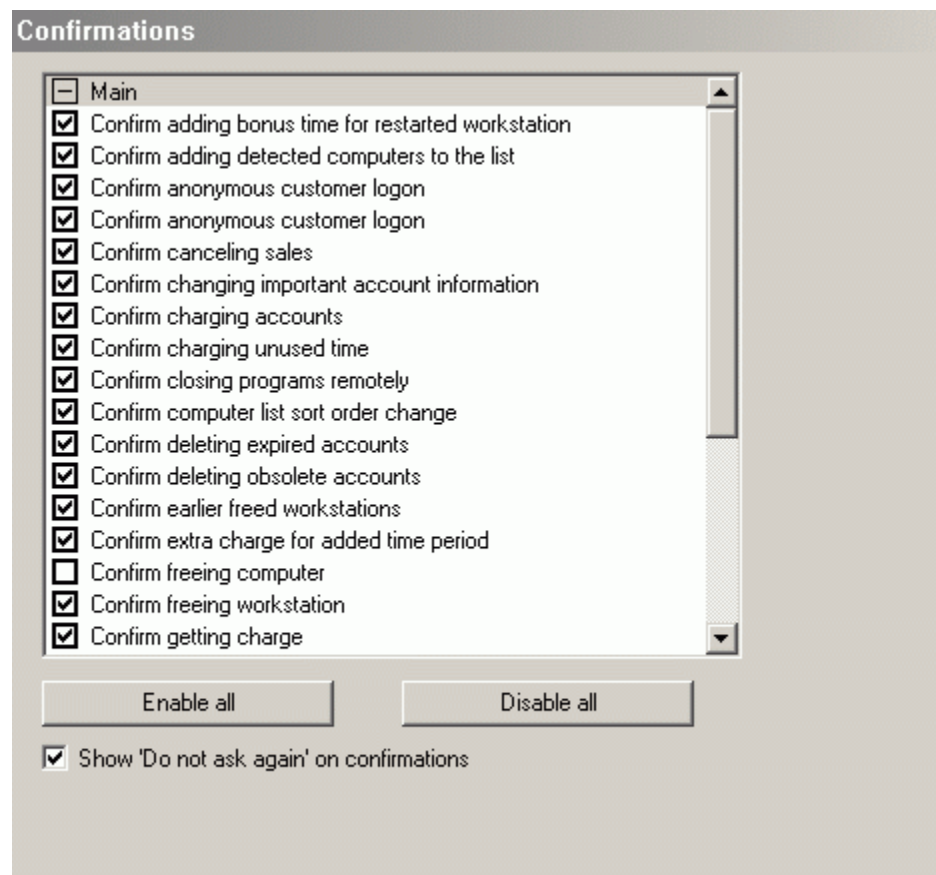 Confirmations
Main
Confirm adding bonus time for restarted workstation
Confirm adding detected computers to the list
Confirm anonymous customer logon
Confirm anonymous customer logon
Confirm canceling sales
Confirm changing important account information
Confirm charging accounts
Confirm charging unused time
Confirm closing programs remotely
Confirm computer list sort order change
Confirm deleting expired accounts
Confirm deleting obsolete accounts
Confirm earlier freed workstations
Confirm extra charge for added time period
Confirm freeing computer
Confirm freeing workstation
Confirm getting charge
Enable all Disable all
Show 'Do not ask again' on confirmations